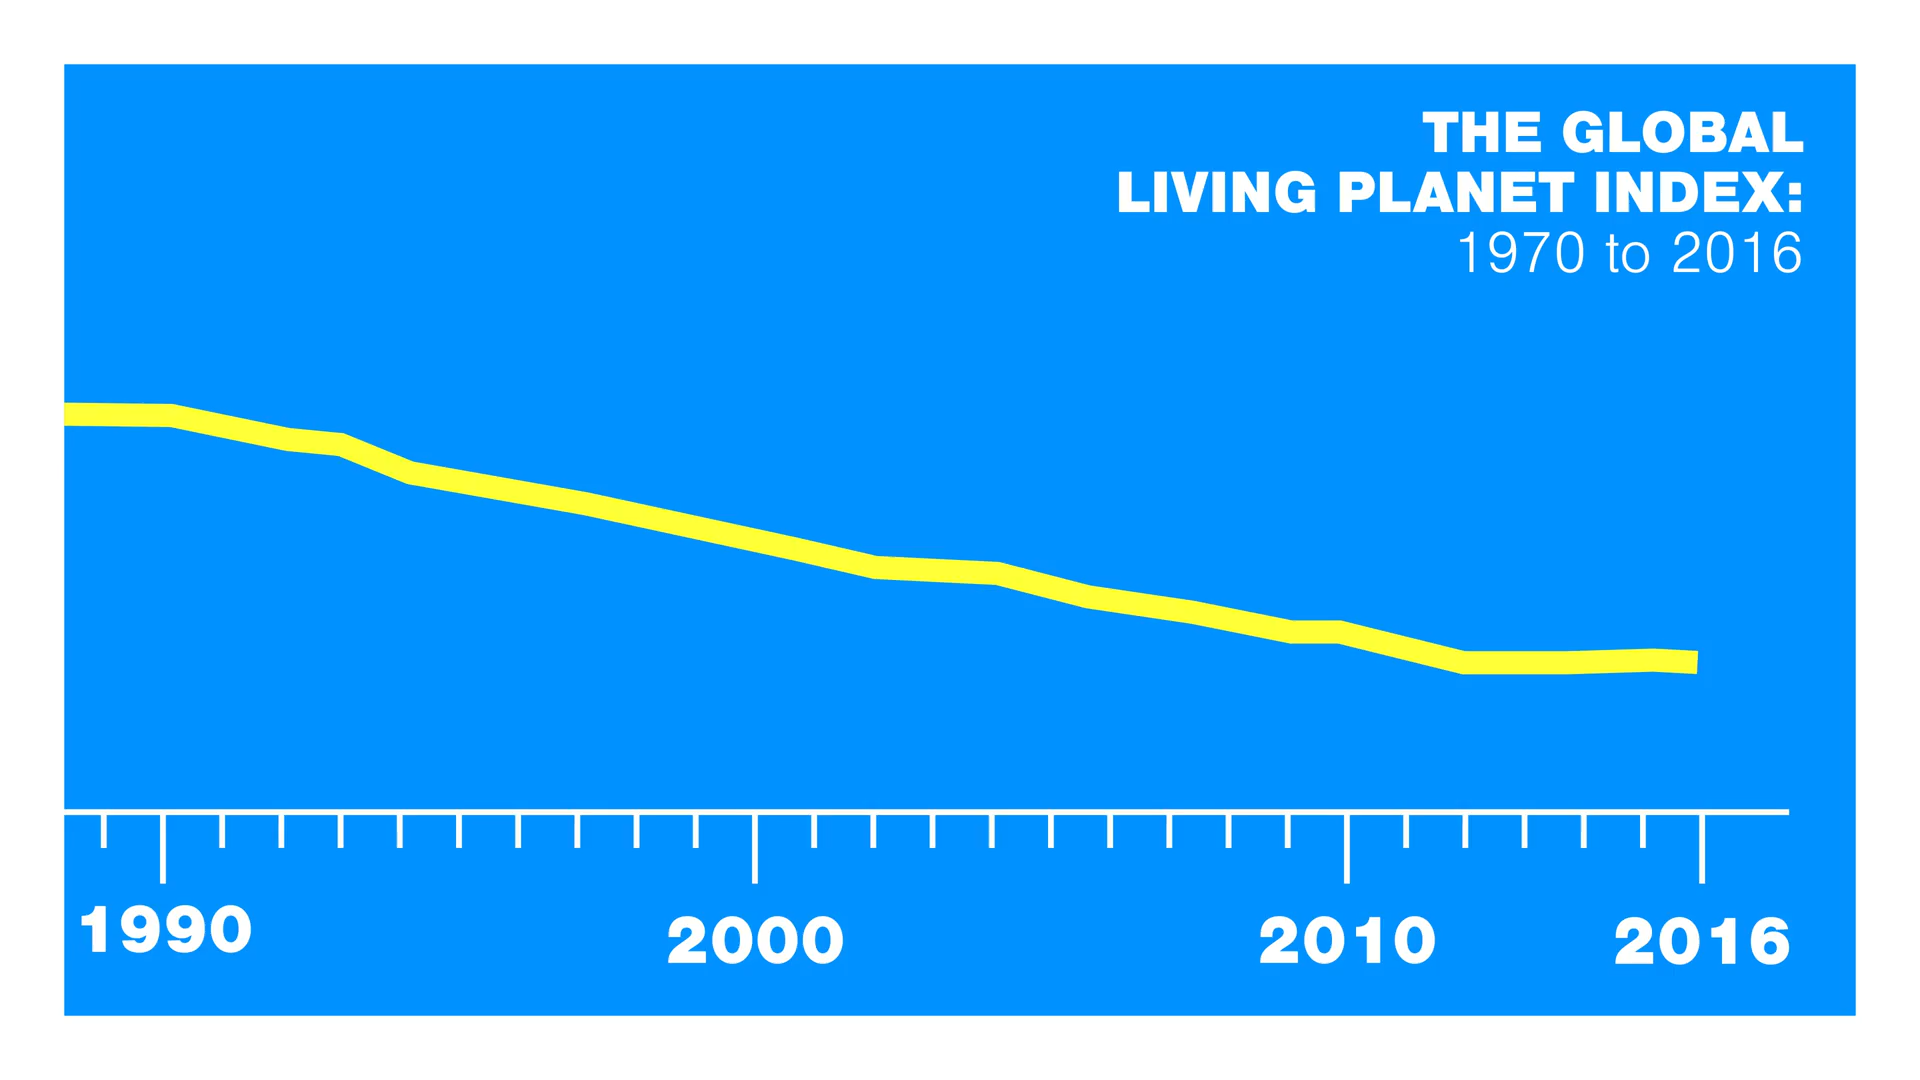 THE GLOBAL
LIVING PLANET INDEX:
1970 to 2016
1990
2000
2010
2016